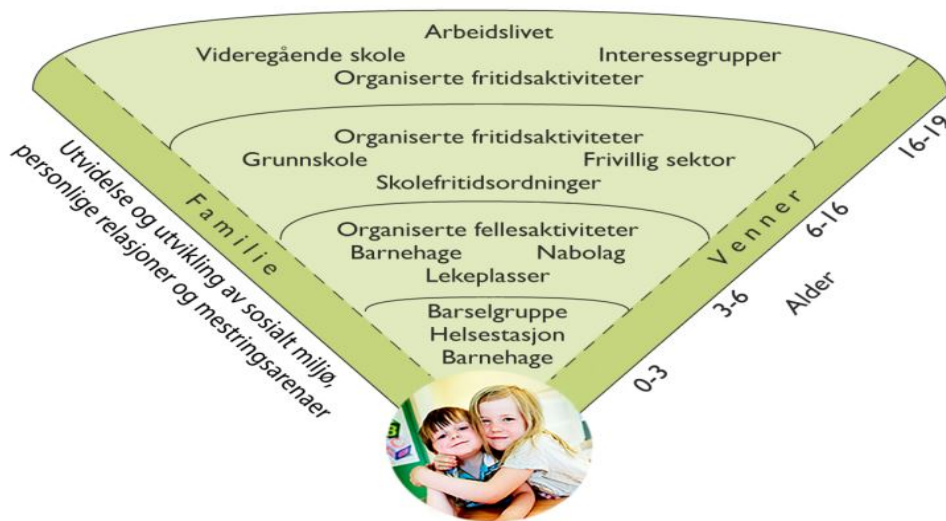 Arbeidslivet
Videregående skole Interessegrupper
Organiserte fritidsaktiviteter
Organiserte fritidsaktiviteter
Grunnskole Frivillig sektor
Skolefritidsordninger
Organiserte fellesaktiviteter
Barnehage Nabolag
Lekeplasser
Barselgruppe
Helsestasjon
Barnehage
Familie
Venner
Utvidelse og utvikling av sosialt miljø,
personlige relasjoner og mestringsarenaer
16-19
6-16
3-6
0-3
Alder